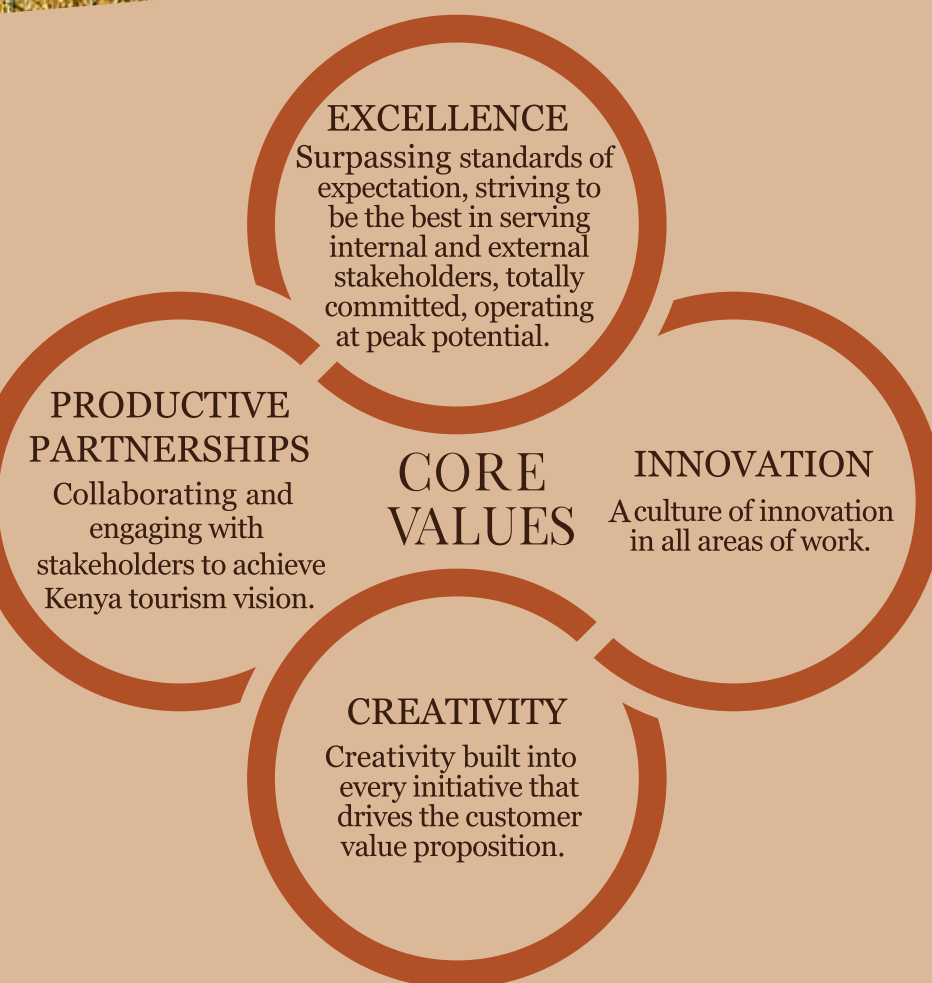 EXCELLENCE
Surpassing standards of
expectation, striving to
be the best in serving
internal and external
stakeholders, totally
committed, operating
at peak potential.
PRODUCTIVE
PARTNERSHIPS
Collaborating and
engaging with
stakeholders to achieve
Kenya tourism vision.
CORE
VALUES
INNOVATION
A culture of innovation
in all areas of work.
CREATIVITY
Creativity built into
every initiative that
drives the customer
value proposition.